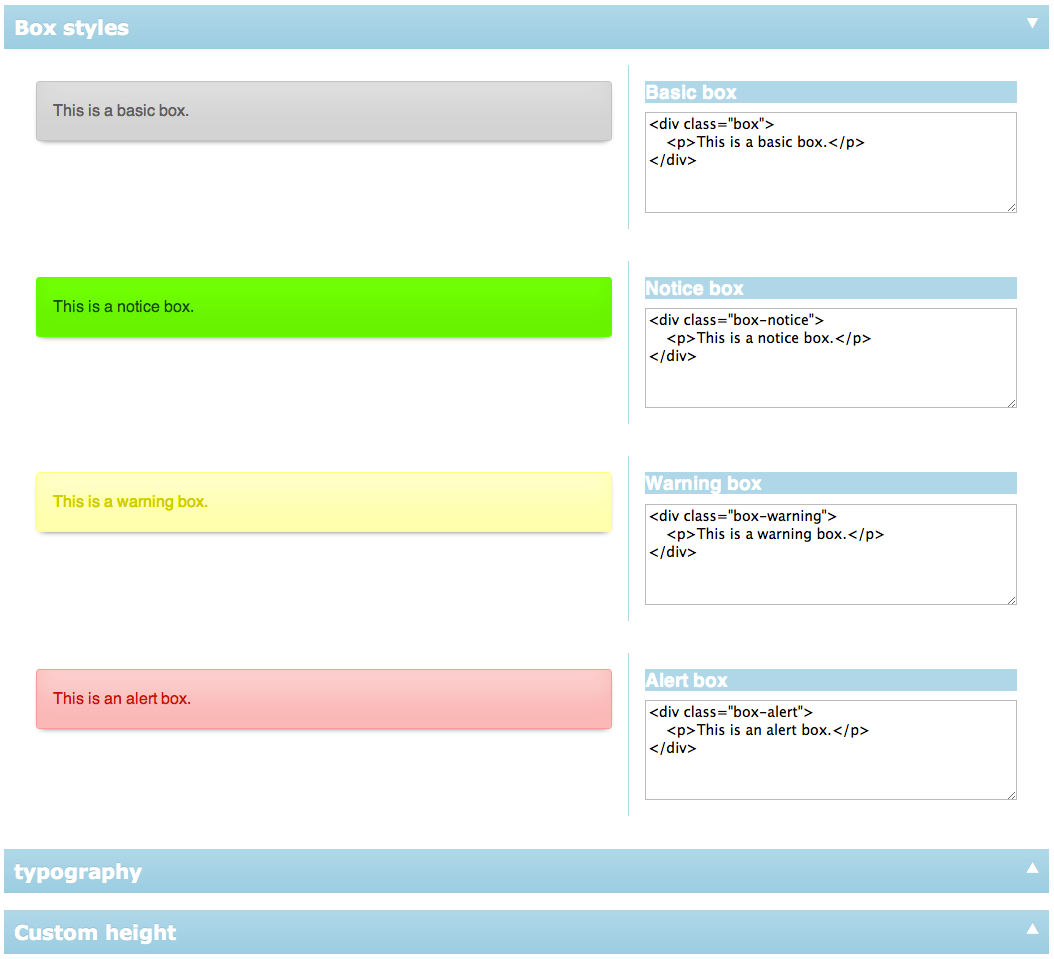 Box styles
This is a basic box.
Basic box
<div class="box">
    <p>This is a basic box.</p>
</div>
This is a notice box.
Notice box
<div class="box-notice">
    <p>This is a notice box.</p>
</div>
This is a warning box.
Warning box
<div class="box-warning">
    <p>This is a warning box.</p>
</div>
This is an alert box.
Alert box
<div class="box-alert">
    <p>This is an alert box.</p>
</div>
typography
Custom height